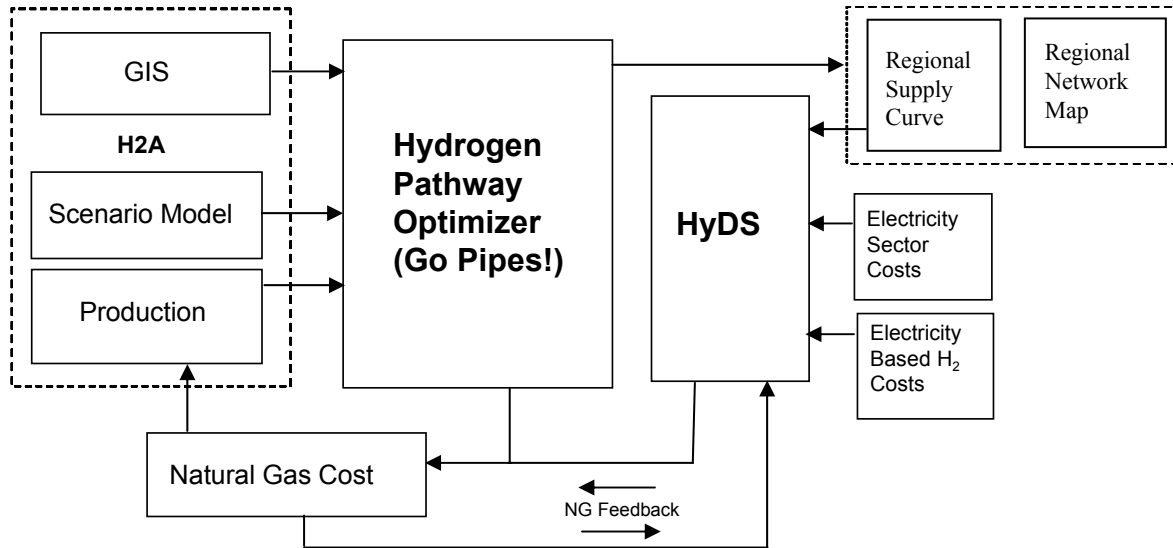 GIS
H2A
Scenario Model
Production
Hydrogen
Pathway
Optimizer
(Go Pipes!)
HyDS
Regional
Supply
Curve
Regional
Network
Map
Electricity
Sector
Costs
Electricity
Based H₂
Costs
Natural Gas Cost
NG Feedback